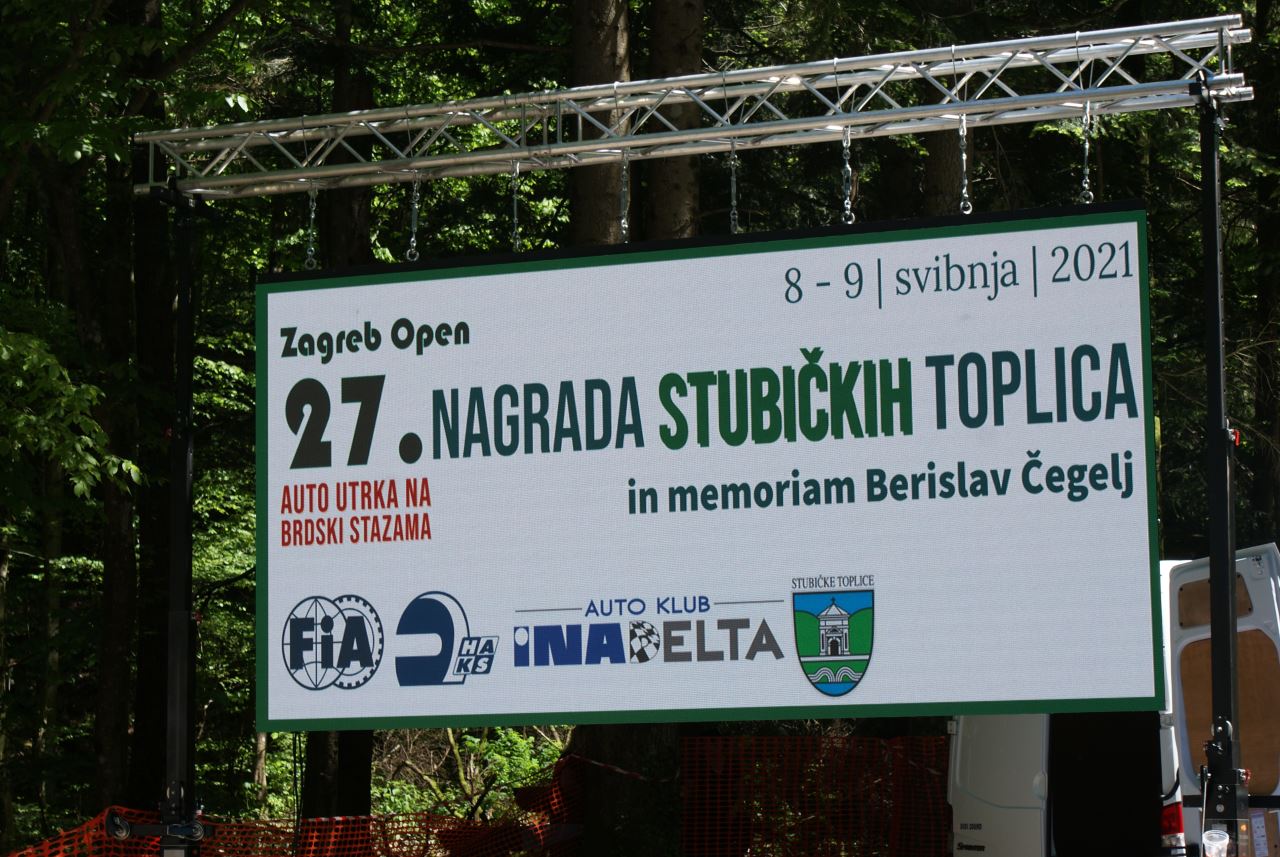 8 - 9 | svibnja | 2021
Zagreb Open
27. NAGRADA STUBIČKIH TOPLICA
AUTO UTRKA NA
BRDSKI STAZAMA
in memoriam Berislav Čegelj
FiA
HAKS
AUTO KLUB
INA DELTA
STUBIČKE TOPLICE